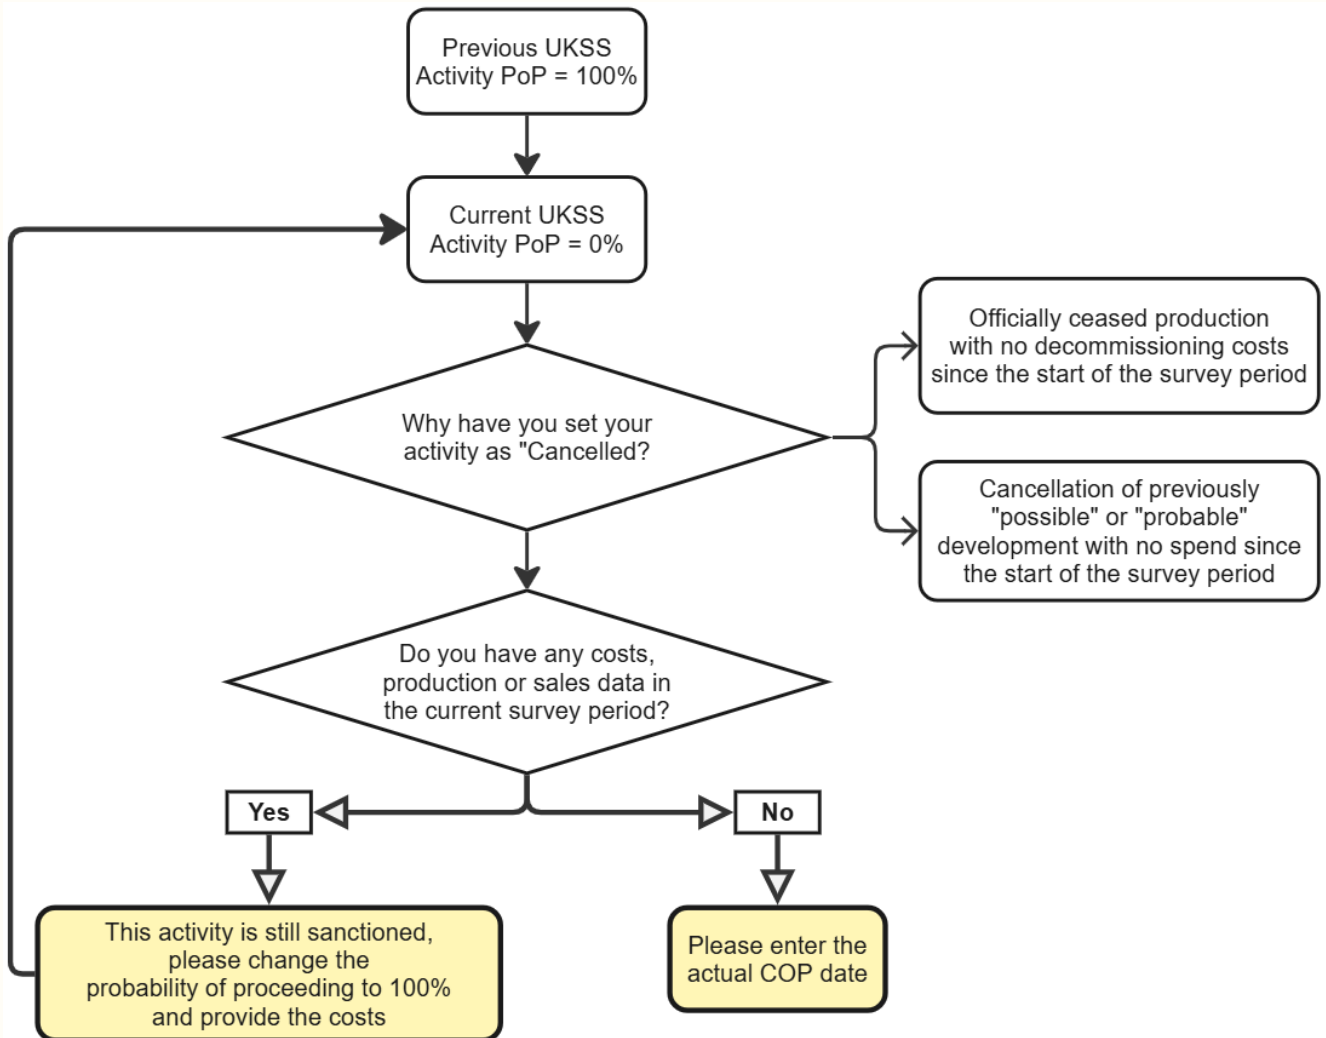 Previous UKSS
Activity PoP = 100%
Current UKSS
Activity PoP = 0%
Officially ceased production
with no decommissioning costs
since the start of the survey period
Why have you set your
activity as "Cancelled?
Cancellation of previously
"possible" or "probable"
development with no spend since
the start of the survey period
Do you have any costs,
production or sales data in
the current survey period?
Yes
No
This activity is still sanctioned,
please change the
probability of proceeding to 100%
and provide the costs
Please enter the
actual COP date